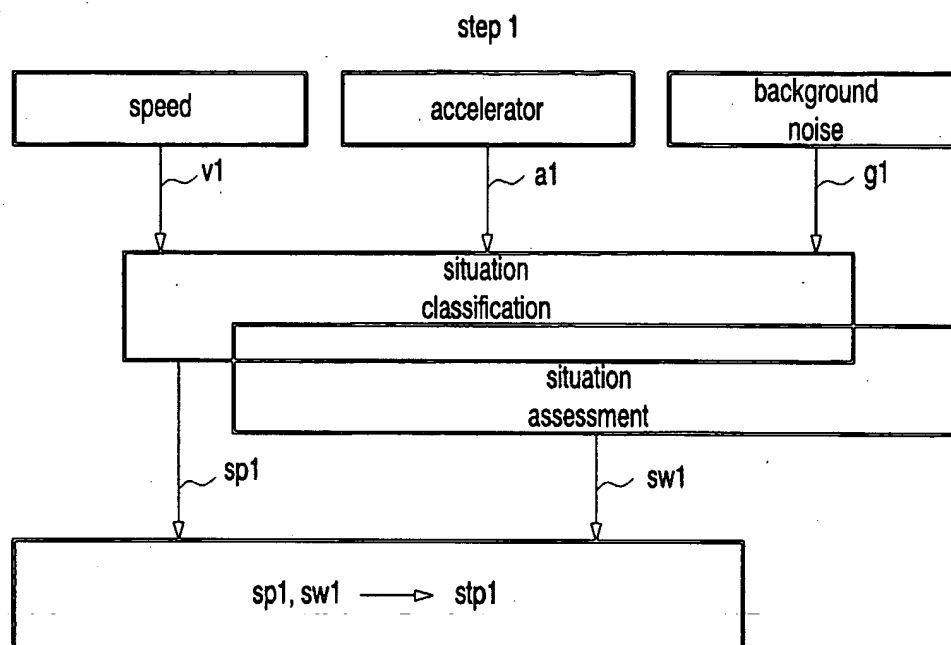 step 1
speed
accelerator
background
noise
v1
a1
g1
situation
classification
situation
assessment
sp1
sw1
sp1, sw1 → stp1